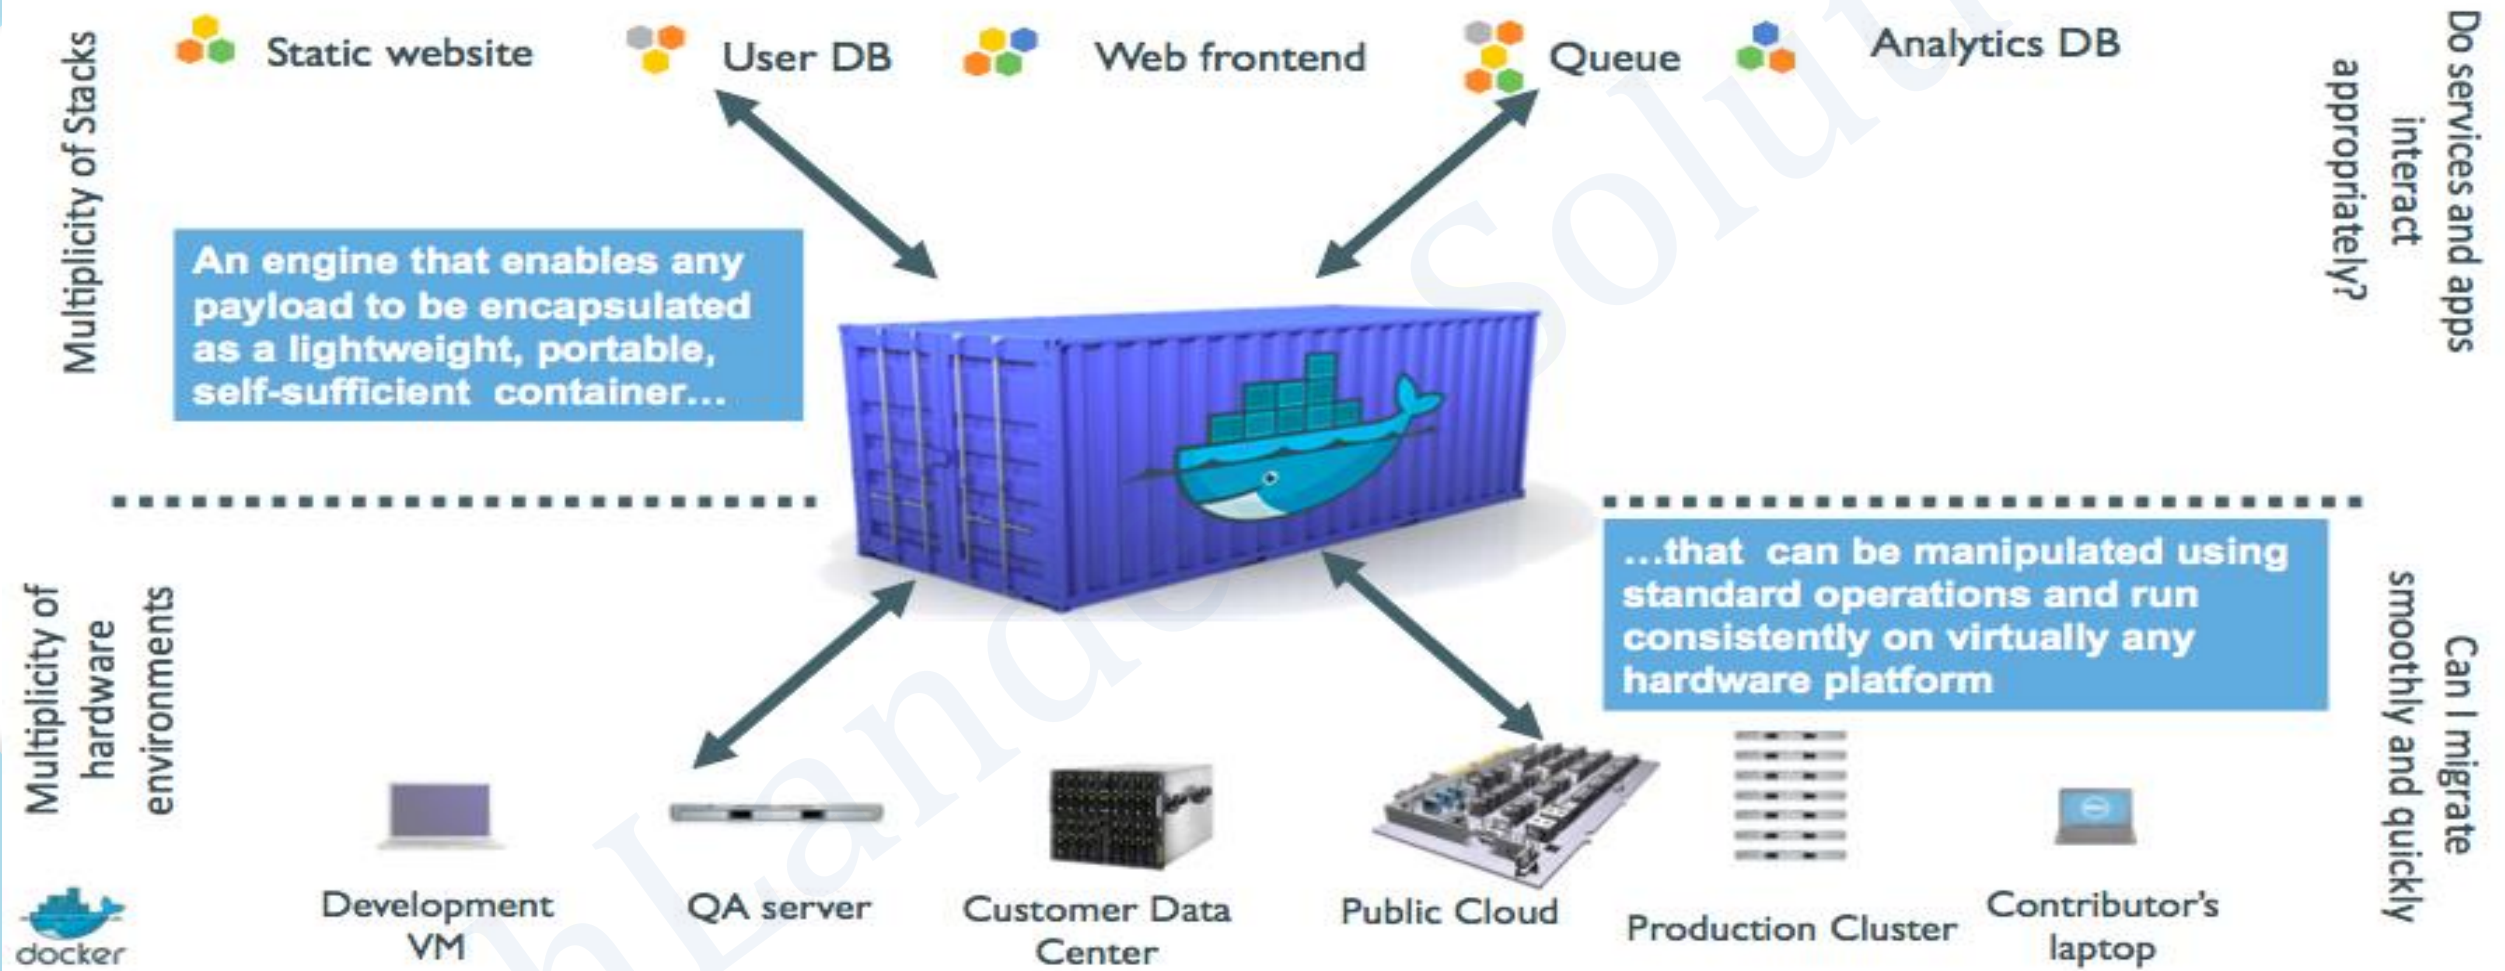 Multiplicity of Stacks
Static website
User DB
Web frontend
Queue
Analytics DB
Do services and apps
interact
appropriately?
An engine that enables any
payload to be encapsulated
as a lightweight, portable,
self-sufficient container...
...that can be manipulated using
standard operations and run
consistently on virtually any
hardware platform
Multiplicity of
hardware
environments
Can I migrate
smoothly and quickly
Development
VM
QA server
Customer Data
Center
Public Cloud
Production Cluster
Contributor's
laptop
docker